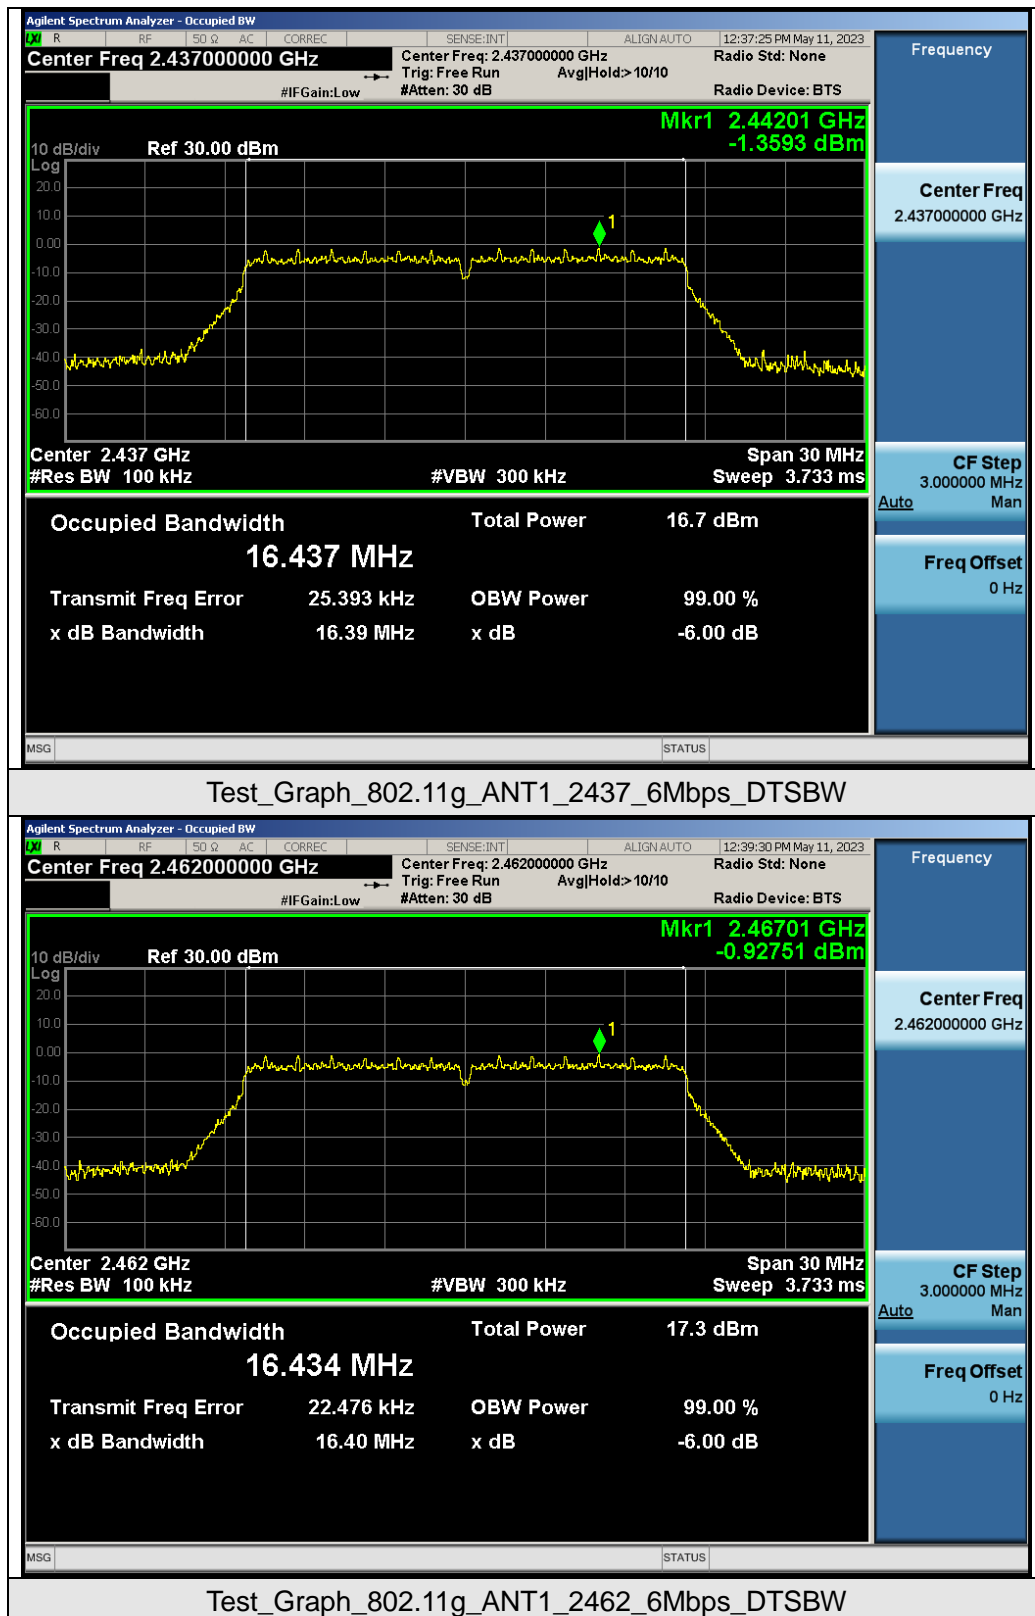 Agilent Spectrum Analyzer - Occupied BW
LXI R RF 50 Ω AC CORREC SENSE:INT ALIGN AUTO 12:37:25 PM May 11, 2023
Center Freq 2.437000000 GHz
Center Freq: 2.437000000 GHz
Radio Std: None
Trig: Free Run Avg|Hold:> 10/10
#IFGain:Low #Atten: 30 dB Radio Device: BTS
Frequency
Mkr1 2.44201 GHz
-1.3593 dBm
10 dB/div Ref 30.00 dBm
Log
20.0
10.0
0.00
-10.0
-20.0
-30.0
-40.0
-50.0
-60.0
1
Center 2.437 GHz Span 30 MHz
#Res BW 100 kHz #VBW 300 kHz Sweep 3.733 ms
Center Freq
2.437000000 GHz
CF Step
3.000000 MHz
Auto Man
Freq Offset
0 Hz
Occupied Bandwidth Total Power 16.7 dBm
16.437 MHz
Transmit Freq Error 25.393 kHz OBW Power 99.00 %
x dB Bandwidth 16.39 MHz x dB -6.00 dB
MSG STATUS
Test_Graph_802.11g_ANT1_2437_6Mbps_DTSBW
Agilent Spectrum Analyzer - Occupied BW
LXI R RF 50 Ω AC CORREC SENSE:INT ALIGN AUTO 12:39:30 PM May 11, 2023
Center Freq 2.462000000 GHz
Center Freq: 2.462000000 GHz
Radio Std: None
Trig: Free Run Avg|Hold:> 10/10
#IFGain:Low #Atten: 30 dB Radio Device: BTS
Frequency
Mkr1 2.46701 GHz
-0.92751 dBm
10 dB/div Ref 30.00 dBm
Log
20.0
10.0
0.00
-10.0
-20.0
-30.0
-40.0
-50.0
-60.0
1
Center 2.462 GHz Span 30 MHz
#Res BW 100 kHz #VBW 300 kHz Sweep 3.733 ms
Center Freq
2.462000000 GHz
CF Step
3.000000 MHz
Auto Man
Freq Offset
0 Hz
Occupied Bandwidth Total Power 17.3 dBm
16.434 MHz
Transmit Freq Error 22.476 kHz OBW Power 99.00 %
x dB Bandwidth 16.40 MHz x dB -6.00 dB
MSG STATUS
Test_Graph_802.11g_ANT1_2462_6Mbps_DTSBW